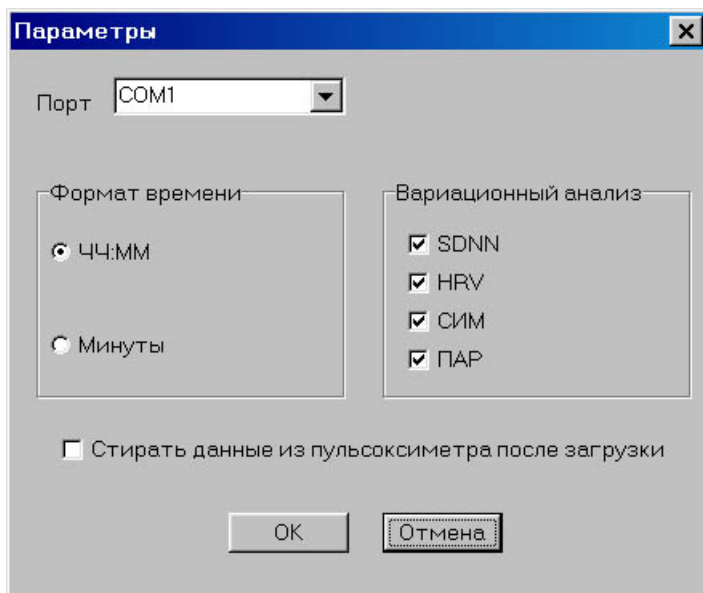 Параметры
Порт COM1
Формат времени
ЧЧ:ММ
Минуты
Вариационный анализ
SDNN
HRV
СИМ
ПАР
Стирать данные из пульсоксиметра после загрузки
OK Отмена